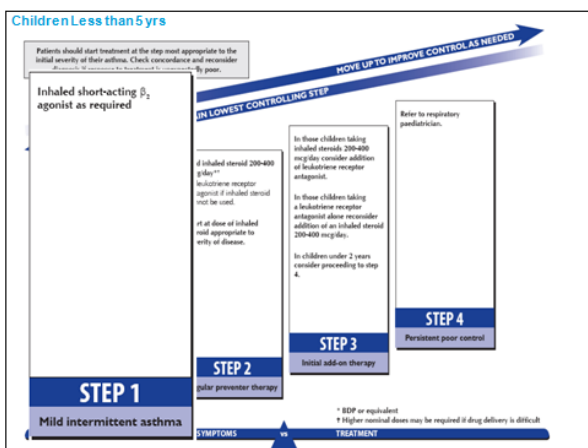 Children Less than 5 yrs
Patients should start treatment at the step most appropriate to the
initial severity of their asthma. Check concordance and reconsider
MOVE UP TO IMPROVE CONTROL AS NEEDED
LOWEST CONTROLLING STEP
Inhaled short-acting β2
agonist as required
STEP 1
Mild intermittent asthma
inhaled steroid 200-400
leukotriene receptor
if inhaled steroid
be used.
at dose of inhaled
appropriate to
of disease.
STEP 2
preventer therapy
In those children taking
inhaled steroids 200-400
mcg/day consider addition
of leukotriene receptor
antagonist.
In those children taking
a leukotriene receptor
antagonist alone reconsider
addition of an inhaled steroid
200-400 mcg/day.
In children under 2 years
consider proceeding to step
4.
STEP 3
Initial add-on therapy
Refer to respiratory
paediatrician.
STEP 4
Persistent poor control
* BDP or equivalent
† Higher nominal doses may be required if drug delivery is difficult
SYMPTOMS vs TREATMENT